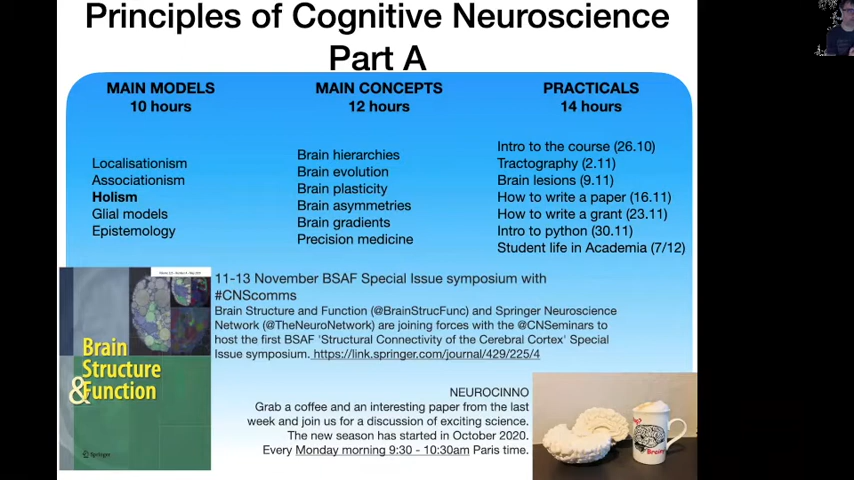 Principles of Cognitive Neuroscience
Part A
MAIN MODELS
10 hours
Localisationism
Associationism
Holism
Glial models
Epistemology
MAIN CONCEPTS
12 hours
Brain hierarchies
Brain evolution
Brain plasticity
Brain asymmetries
Brain gradients
Precision medicine
PRACTICALS
14 hours
Intro to the course (26.10)
Tractography (2.11)
Brain lesions (9.11)
How to write a paper (16.11)
How to write a grant (23.11)
Intro to python (30.11)
Student life in Academia (7/12)
Brain
Structure
& Function
Springer
11-13 November BSAF Special Issue symposium with
#CNScomms
Brain Structure and Function (@BrainStrucFunc) and Springer Neuroscience
Network (@TheNeuroNetwork) are joining forces with the @CNSeminars to
host the first BSAF 'Structural Connectivity of the Cerebral Cortex' Special
Issue symposium. https://link.springer.com/journal/429/225/4
NEUROCINNO
Grab a coffee and an interesting paper from the last
week and join us for a discussion of exciting science.
The new season has started in October 2020.
Every Monday morning 9:30 - 10:30am Paris time.